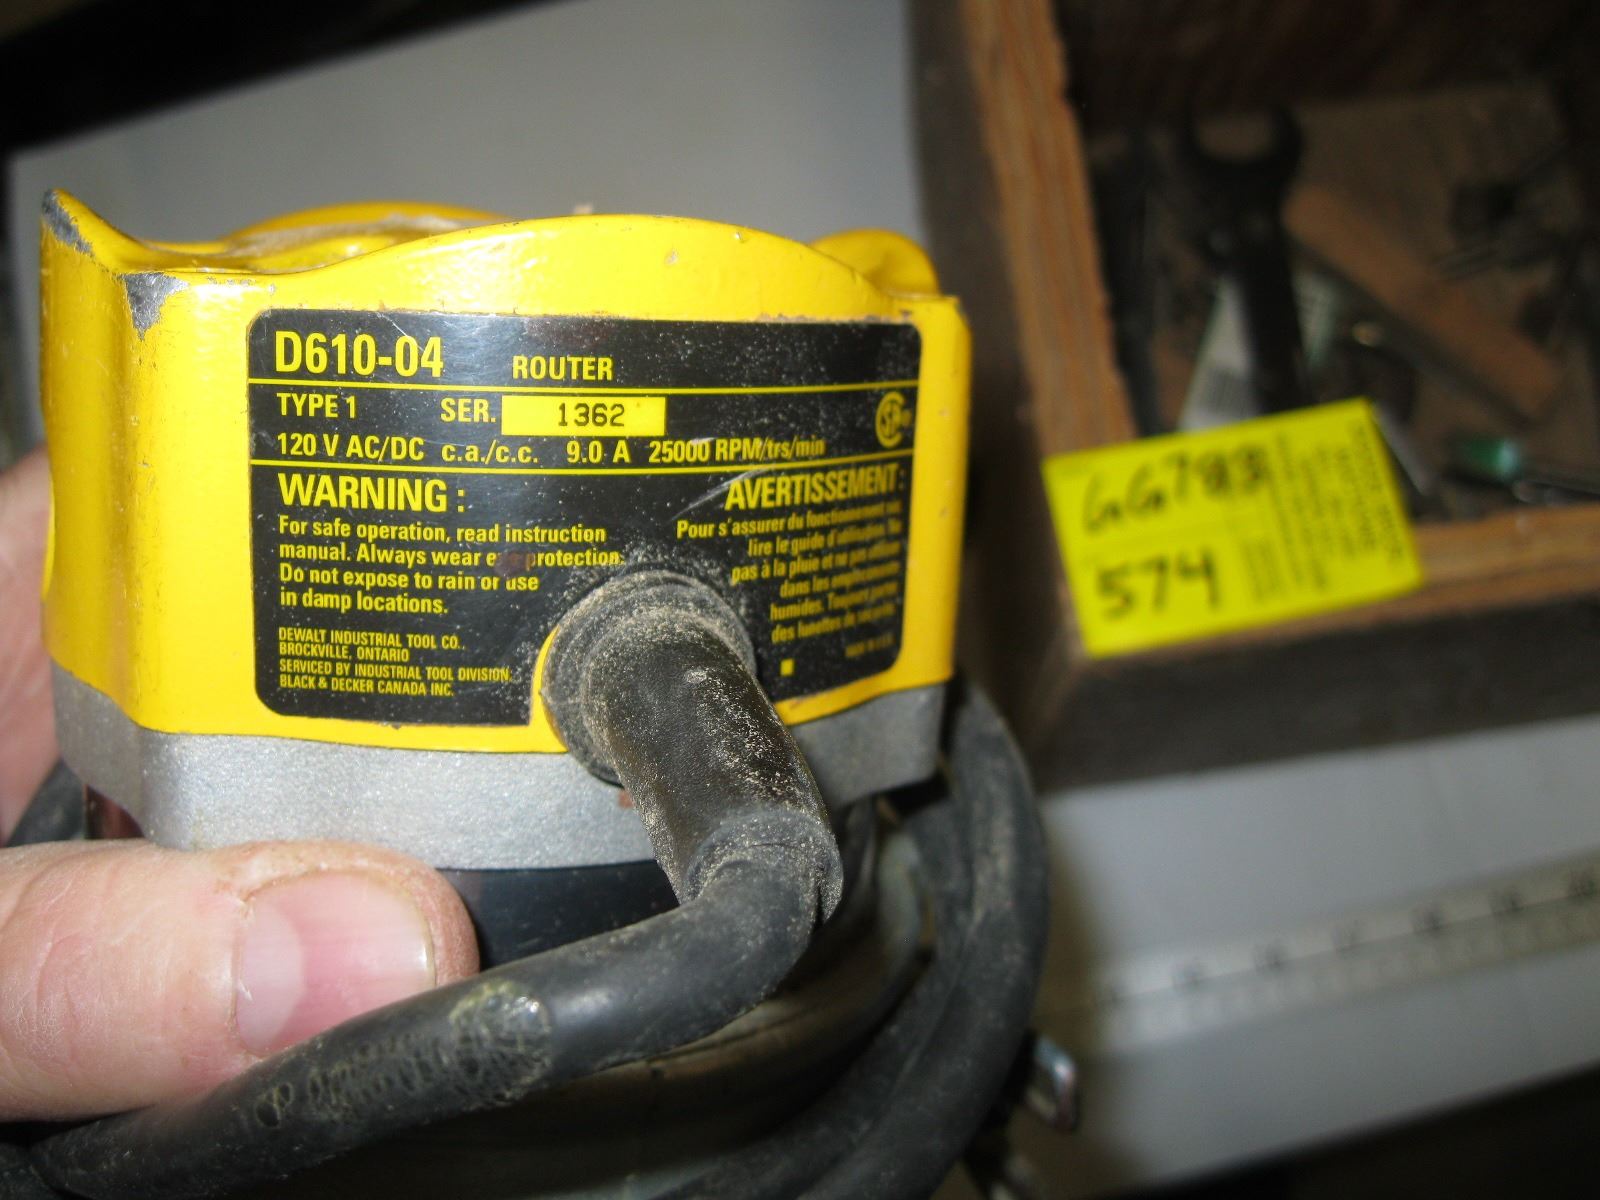 D610-04 ROUTER
TYPE 1 SER. 1362
120 V AC/DC c.a./c.c. 9.0 A 25000 RPM/trs/min
WARNING :
For safe operation, read instruction
manual. Always wear protection.
Do not expose to rain or use
in damp locations.
DEWALT INDUSTRIAL TOOL CO.,
BROCKVILLE, ONTARIO
SERVICED BY INDUSTRIAL TOOL DIVISION,
BLACK & DECKER CANADA INC.
AVERTISSEMENT :
Pour s'assurer du fonctionnement
lire le guide d'utilisation. Ne
pas à la pluie et ne pas utiliser
dans les emplacements
humides. Toujours porter
des lunettes de sécurité.
MADE IN U.S.A.
574